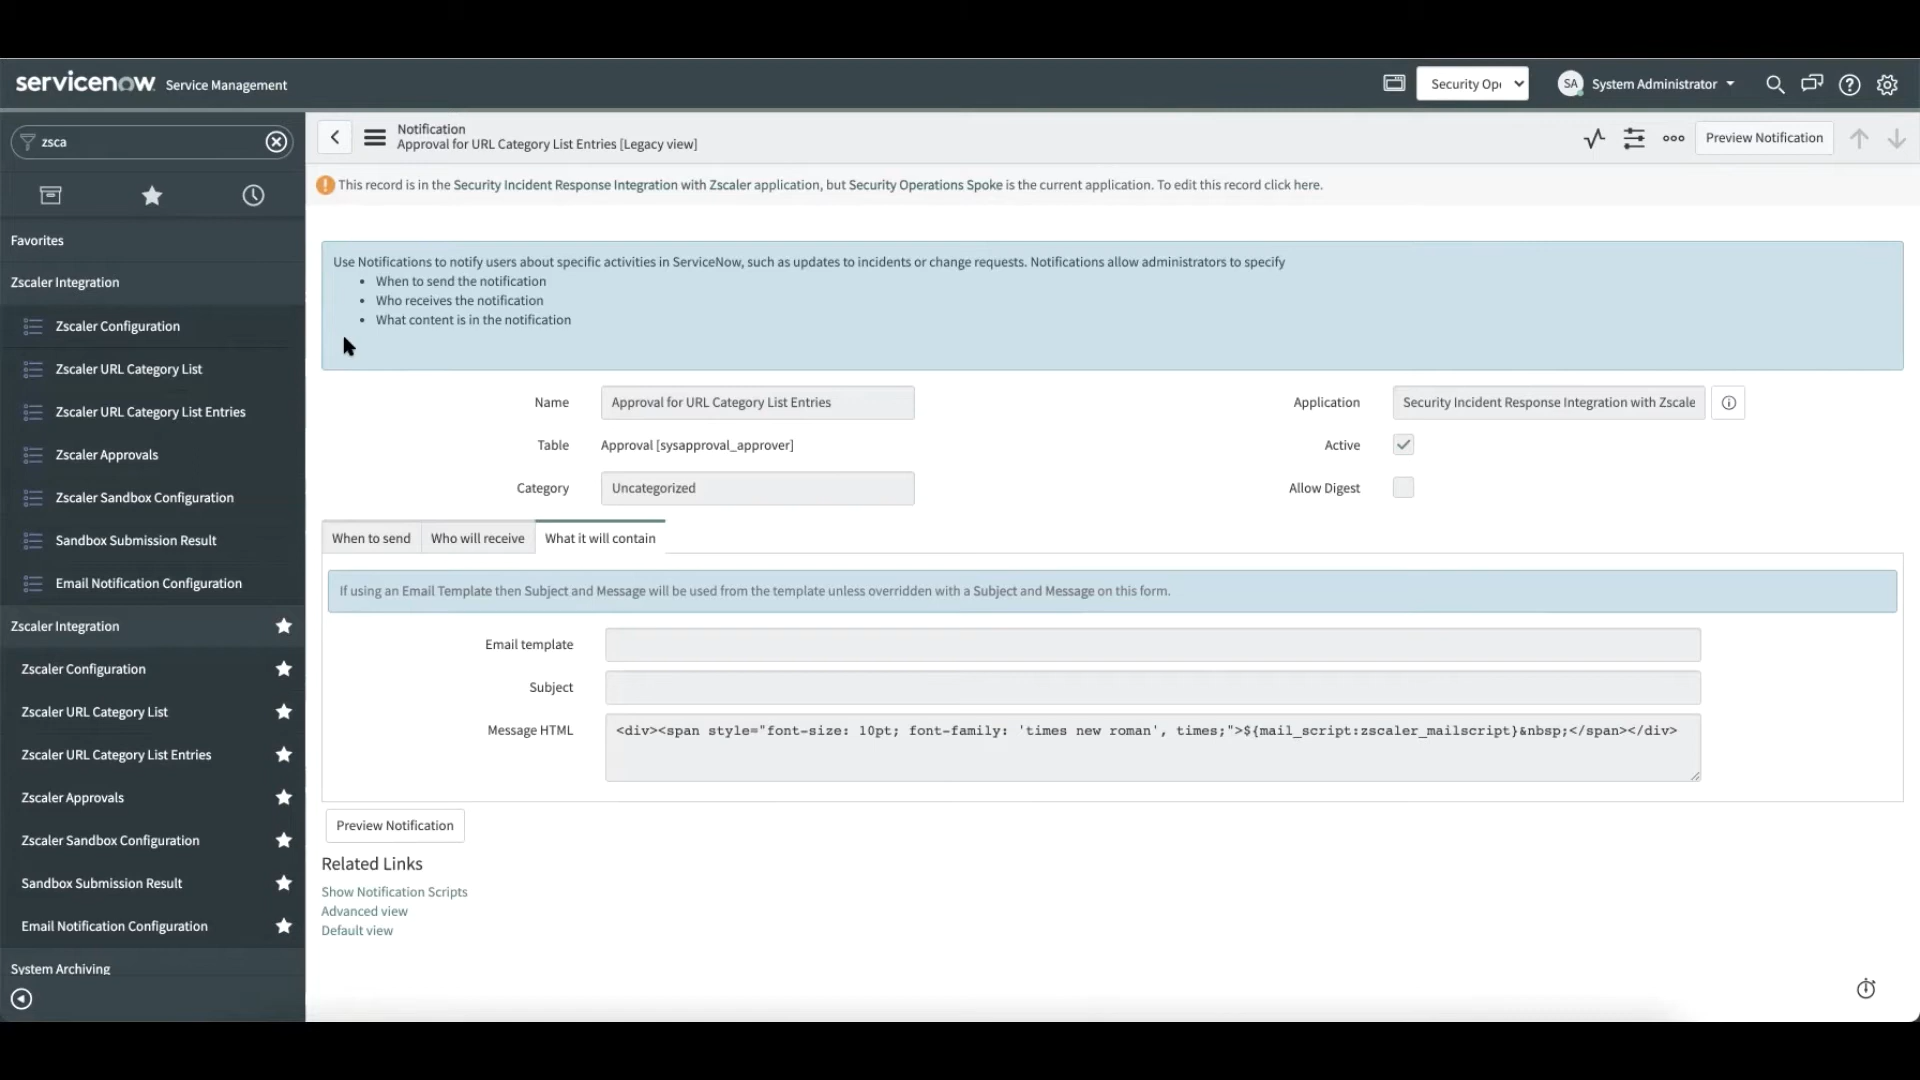 servicenow Service Management
Security Ope
SA System Administrator
zsca
Favorites
Zscaler Integration
Zscaler Configuration
Zscaler URL Category List
Zscaler URL Category List Entries
Zscaler Approvals
Zscaler Sandbox Configuration
Sandbox Submission Result
Email Notification Configuration
Zscaler Integration
Zscaler Configuration
Zscaler URL Category List
Zscaler URL Category List Entries
Zscaler Approvals
Zscaler Sandbox Configuration
Sandbox Submission Result
Email Notification Configuration
System Archiving
Notification
Approval for URL Category List Entries [Legacy view]
Preview Notification
This record is in the Security Incident Response Integration with Zscaler application, but Security Operations Spoke is the current application. To edit this record click here.
Use Notifications to notify users about specific activities in ServiceNow, such as updates to incidents or change requests. Notifications allow administrators to specify
• When to send the notification
• Who receives the notification
• What content is in the notification
Name Approval for URL Category List Entries
Application Security Incident Response Integration with Zscale
Table Approval [sysapproval_approver]
Active
Category Uncategorized
Allow Digest
When to send Who will receive What it will contain
If using an Email Template then Subject and Message will be used from the template unless overridden with a Subject and Message on this form.
Email template
Subject
Message HTML <div><span style="font-size: 10pt; font-family: 'times new roman', times;">${mail_script:zscaler_mailscript}&nbsp;</span></div>
Preview Notification
Related Links
Show Notification Scripts
Advanced view
Default view